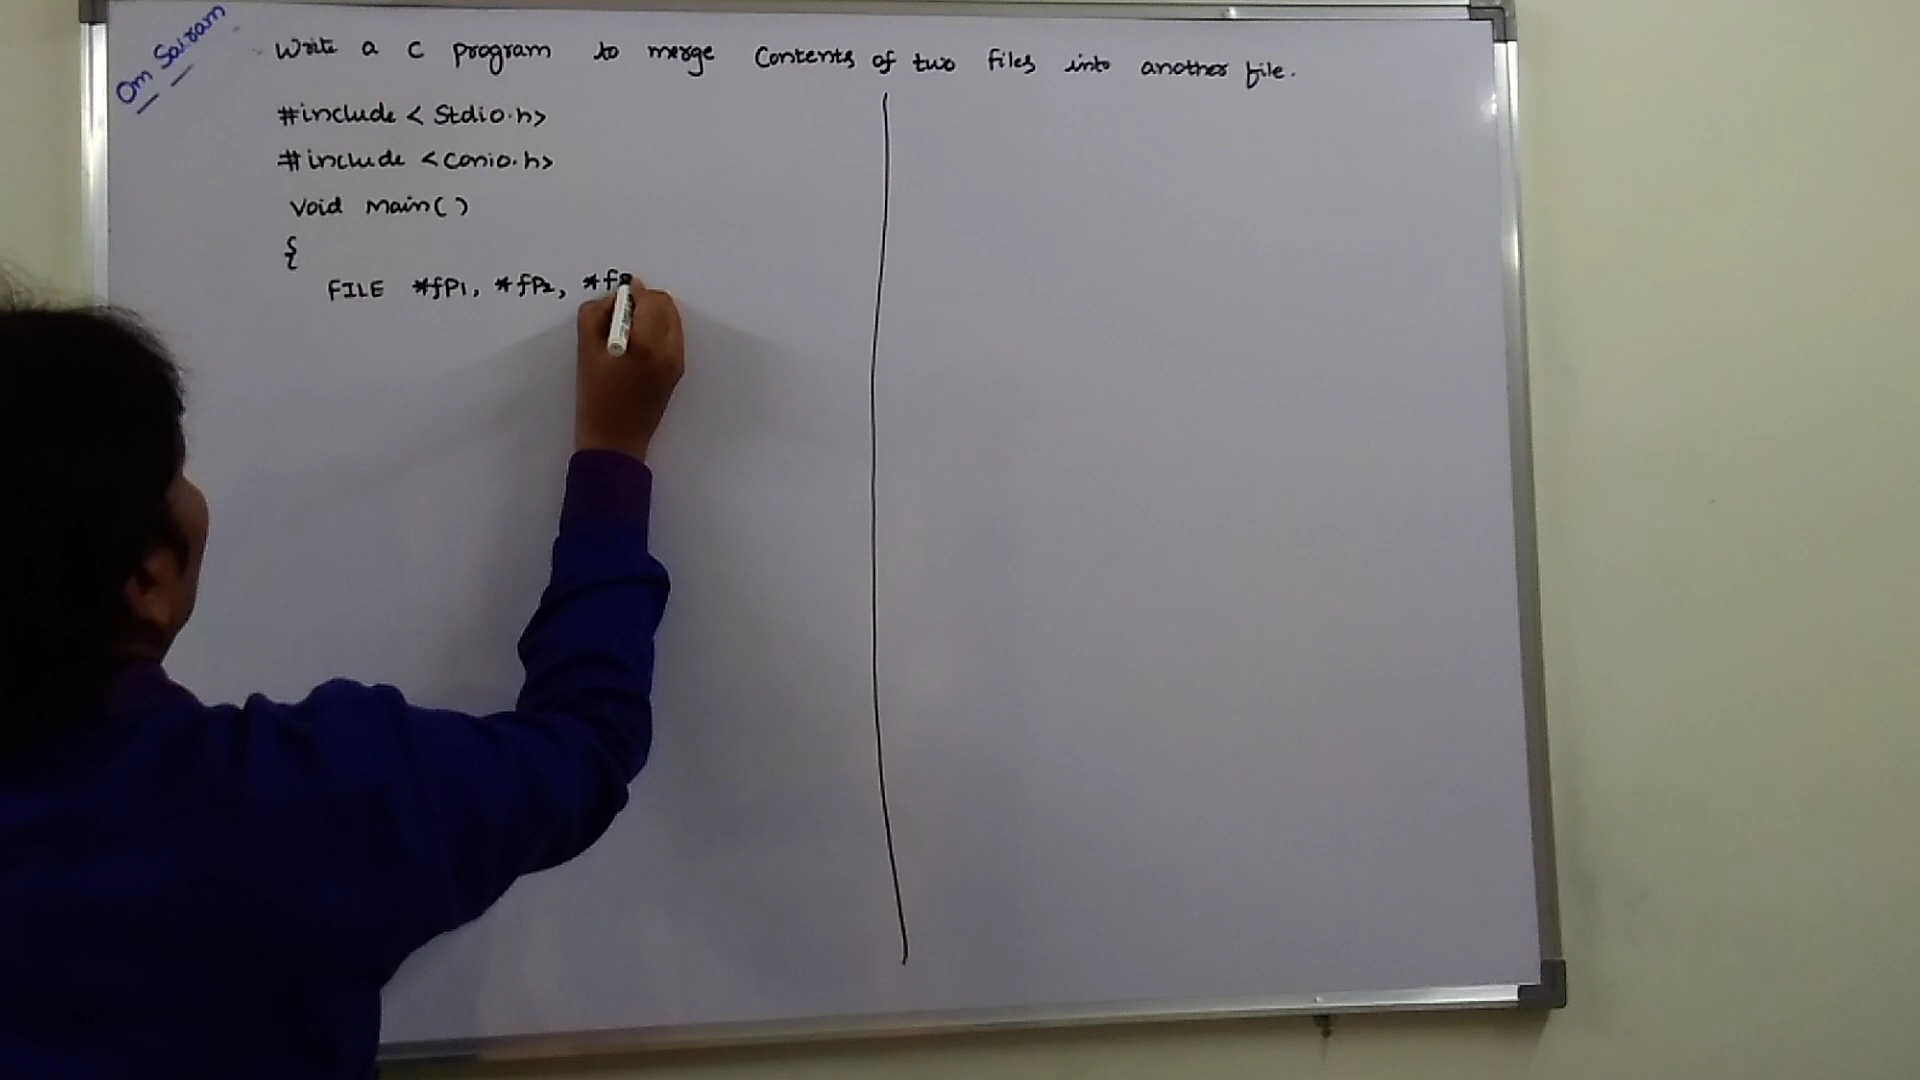 Om Sairam
Write a C program to merge Contents of two files into another file.
#include < Stdio.h>
#include <Conio.h>
Void main( )
{
FILE *fP1, *fP2, *f